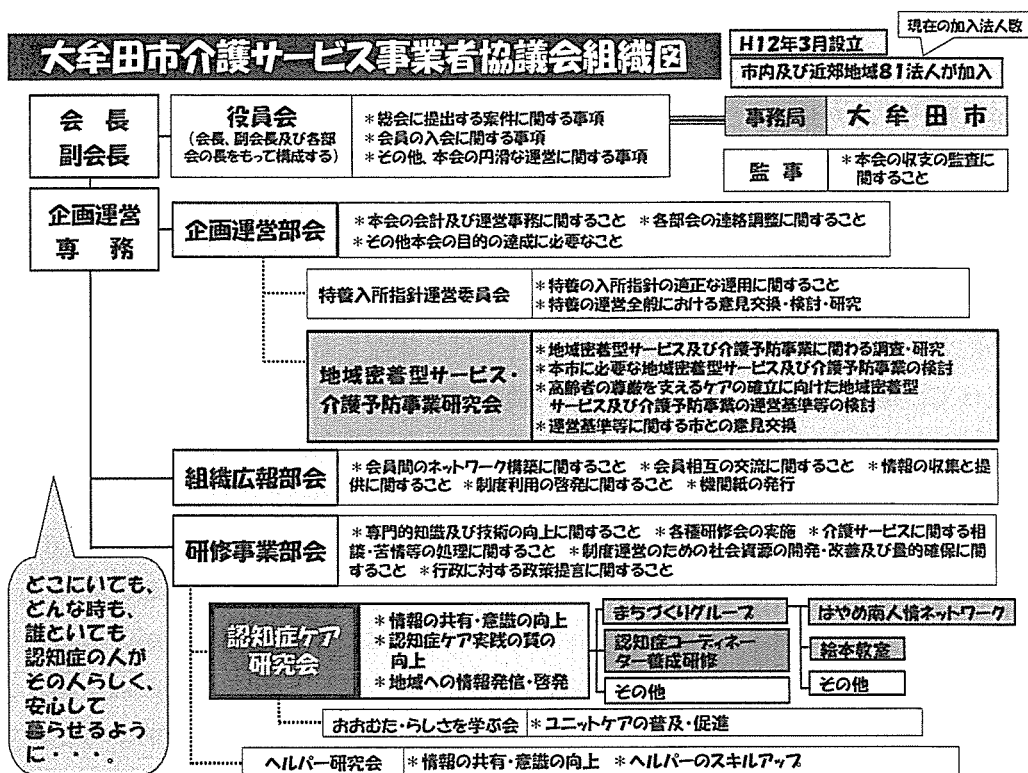 現在の加入法人数
大牟田市介護サービス事業者協議会組織図
H12年3月設立
市内及び近郊地域81法人が加入
会長
副会長
役員会
(会長、副会長及び各部
会の長をもって構成する)
＊総会に提出する案件に関する事項
＊会員の入会に関する事項
＊その他、本会の円滑な運営に関する事項
事務局
大牟田市
監事
＊本会の収支の監査に
関すること
企画運営
専務
企画運営部会
＊本会の会計及び運営事務に関すること ＊各部会の連絡調整に関すること
＊その他本会の目的の達成に必要なこと
特養入所指針運営委員会
＊特養の入所指針の適正な運用に関すること
＊特養の運営全般における意見交換・検討・研究
地域密着型サービス・
介護予防事業研究会
＊地域密着型サービス及び介護予防事業に関わる調査・研究
＊本市に必要な地域密着型サービス及び介護予防事業の検討
＊高齢者の尊厳を支えるケアの確立に向けた地域密着型
サービス及び介護予防事業の運営基準等の検討
＊運営基準等に関する市との意見交換
組織広報部会
＊会員間のネットワーク構築に関すること ＊会員相互の交流に関すること ＊情報の収集と提
供に関すること ＊制度利用の啓発に関すること ＊機関紙の発行
研修事業部会
＊専門的知識及び技術の向上に関すること ＊各種研修会の実施 ＊介護サービスに関する相
談・苦情等の処理に関すること ＊制度運営のための社会資源の開発・改善及び量的確保に関
すること ＊行政に対する政策提言に関すること
どこにいても、
どんな時も、
誰といても
認知症の人が
その人らしく、
安心して
暮らせるよう
に・・・。
認知症ケア
研究会
＊情報の共有・意識の向上
＊認知症ケア実践の質の
向上
＊地域への情報発信・啓発
まちづくりグループ
認知症コーディネー
ター養成研修
その他
はやめ南人情ネットワーク
絵本教室
その他
おおむた・らしさを学ぶ会
＊ユニットケアの普及・促進
ヘルパー研究会
＊情報の共有・意識の向上 ＊ヘルパーのスキルアップ